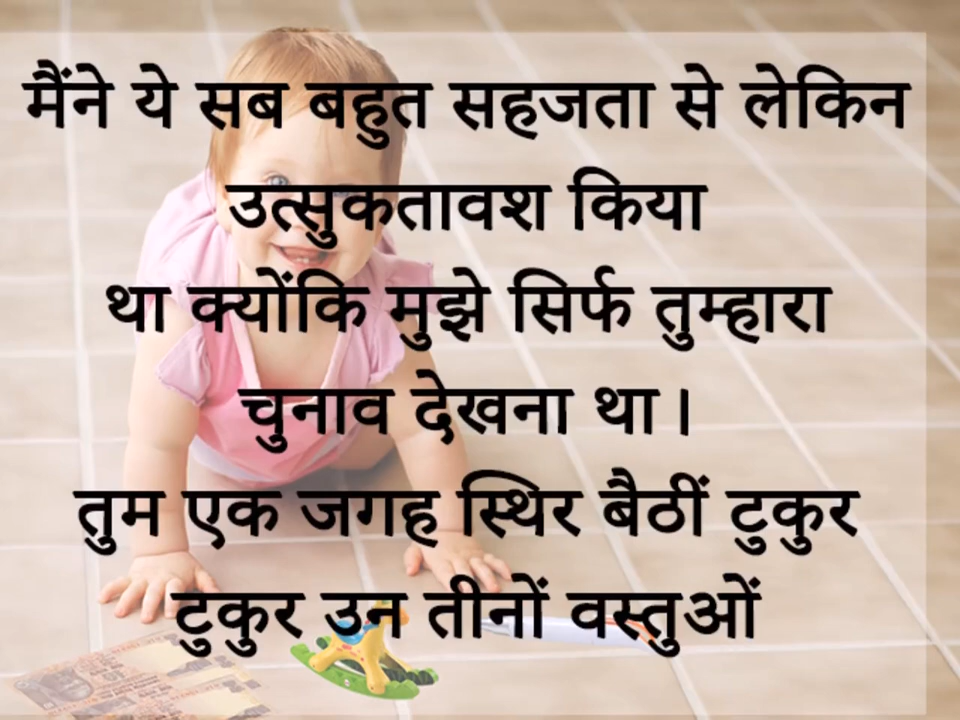 मैंने ये सब बहुत सहजता से लेकिन
उत्सुकतावश किया
था क्योंकि मुझे सिर्फ तुम्हारा
चुनाव देखना था।
तुम एक जगह स्थिर बैठीं टुकुर
टुकुर उन तीनों वस्तुओं